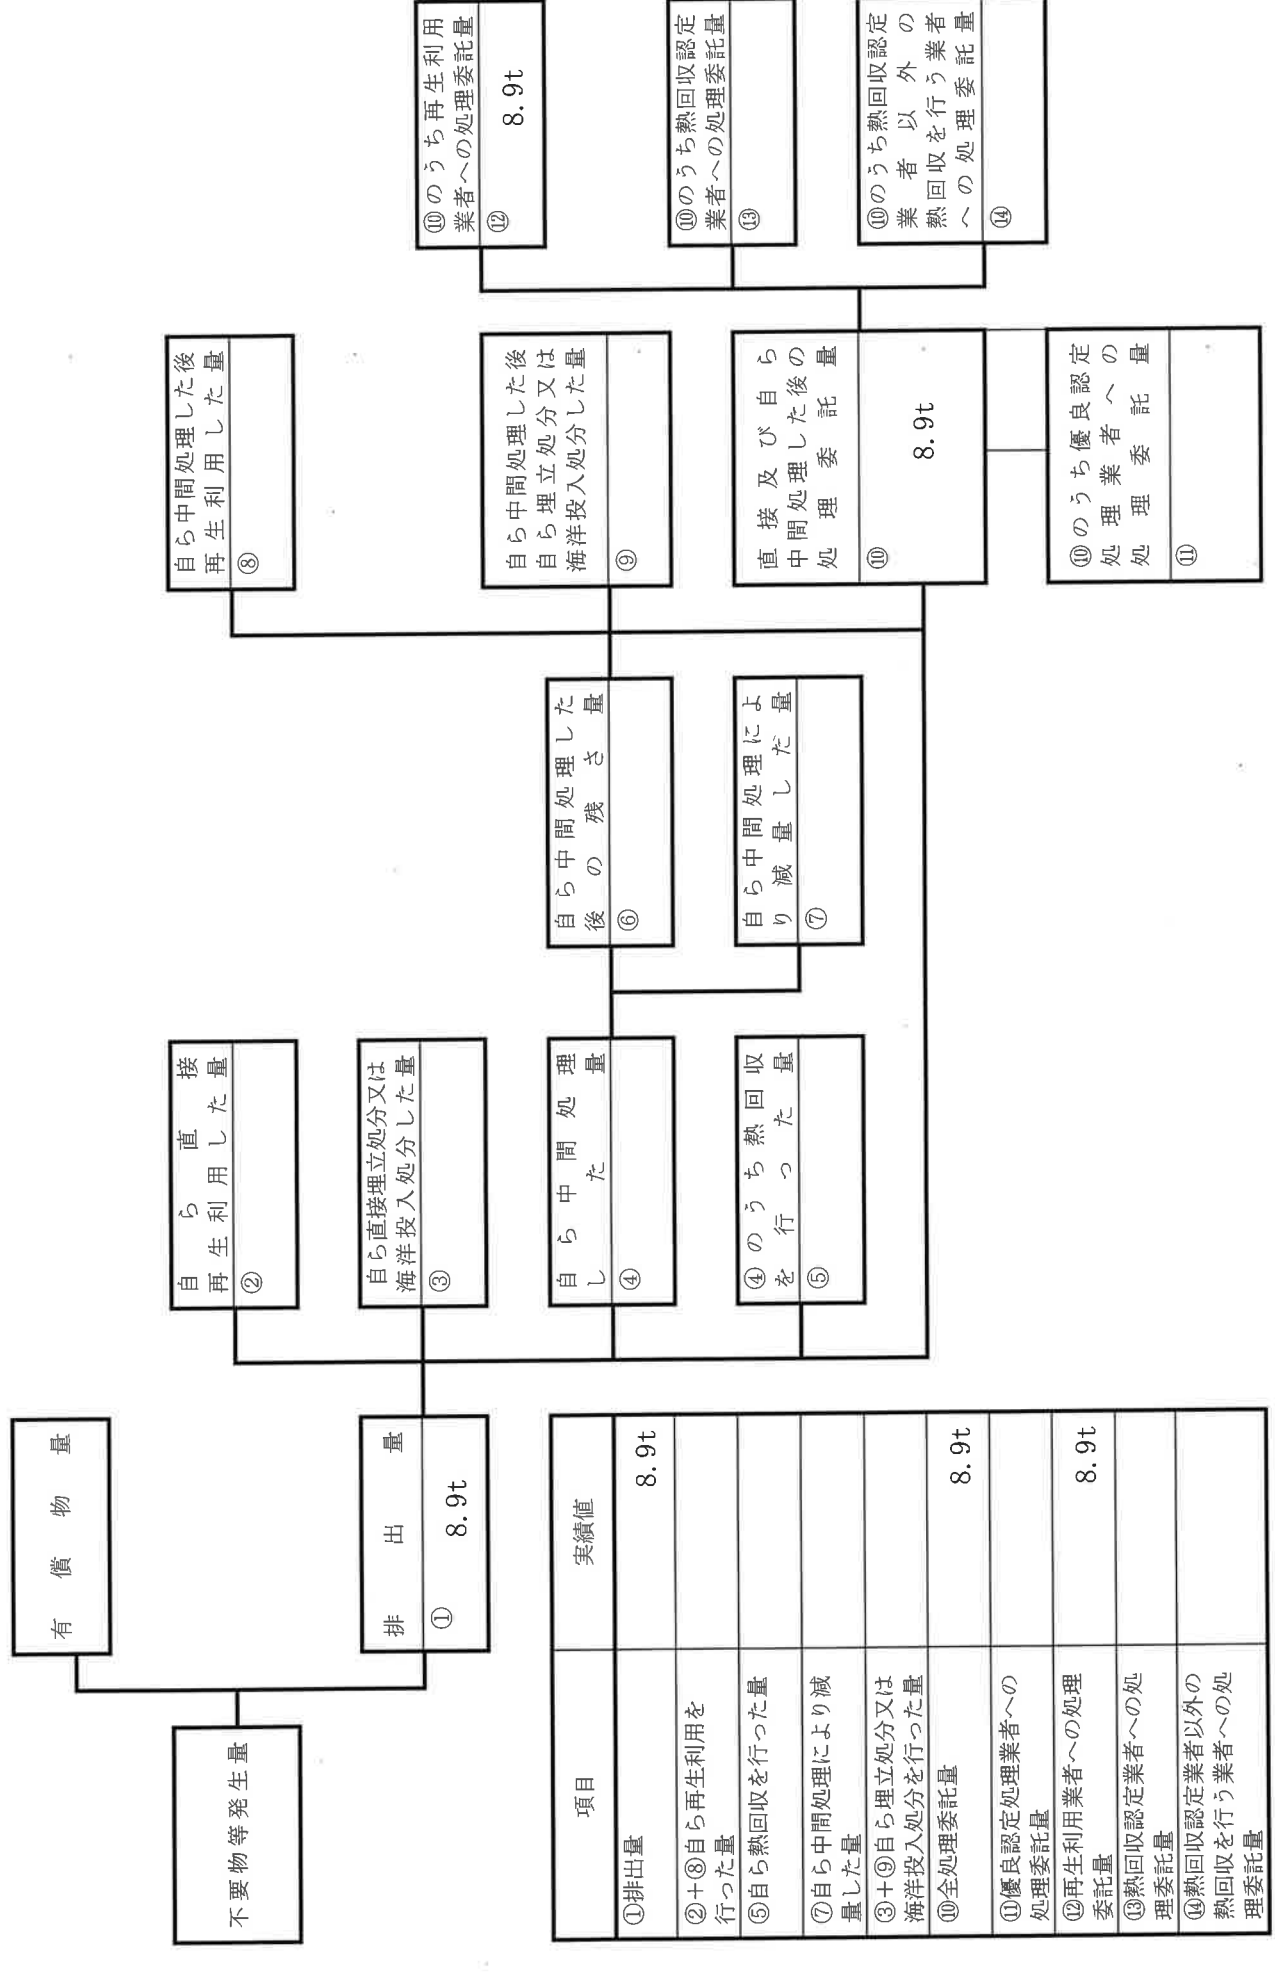 有償物量
不要物等発生量
排出量
① 8.9t
自ら直接
再生利用した量
②
自ら直接埋立処分又は
海洋投入処分した量
③
自ら中間処理
した量
④
④のうち熱回収
を行った量
⑤
自ら中間処理した
後の残さ量
⑥
自ら中間処理によ
り減量した量
⑦
自ら中間処理した後
再生利用した量
⑧
自ら中間処理した後
自ら埋立処分又は
海洋投入処分した量
⑨
直接及び自ら
中間処理した後の
処理委託量
⑩
8.9t
⑩のうち優良認定
処理業者への
処理委託量
⑪
⑩のうち再生利用
業者への処理委託量
⑫
8.9t
⑩のうち熱回収認定
業者への処理委託量
⑬
⑩のうち熱回収認定
業者以外の
熱回収を行う業者
への処理委託量
⑭
項目 実績値
①排出量 8.9t
②+⑧自ら再生利用を
行った量
⑤自ら熱回収を行った量
⑦自ら中間処理により減
量した量
③+⑨自ら埋立処分又は
海洋投入処分を行った量
⑩全処理委託量 8.9t
⑪優良認定処理業者への
処理委託量
⑫再生利用業者への処理
委託量 8.9t
⑬熱回収認定業者への処
理委託量
⑭熱回収認定業者以外の
熱回収を行う業者への処
理委託量